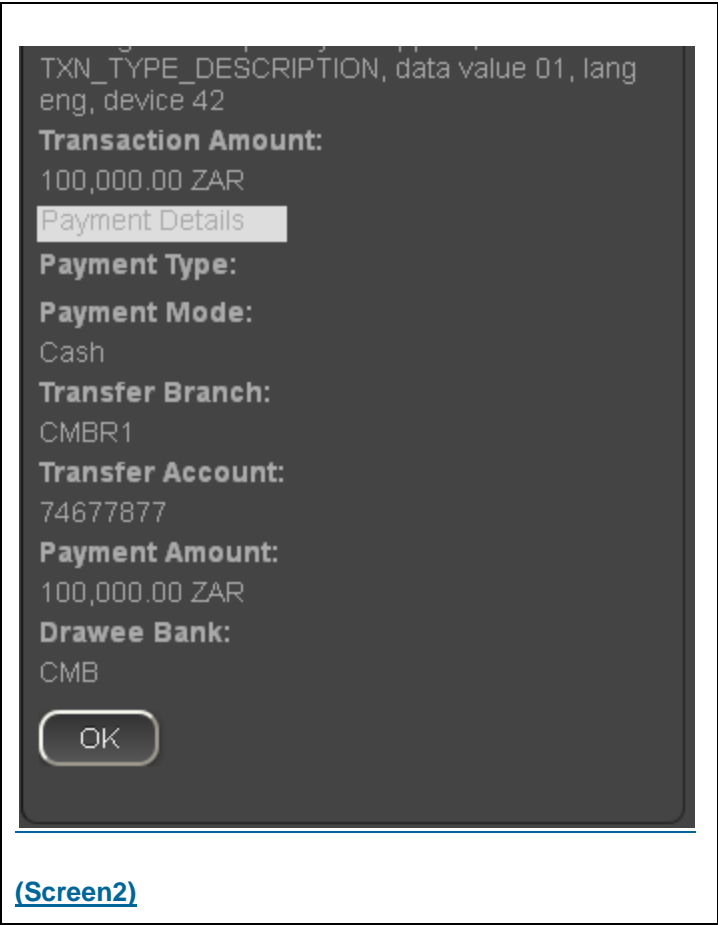 TXN_TYPE_DESCRIPTION, data value 01, lang
eng, device 42
Transaction Amount:
100,000.00 ZAR
Payment Details
Payment Type:
Payment Mode:
Cash
Transfer Branch:
CMBR1
Transfer Account:
74677877
Payment Amount:
100,000.00 ZAR
Drawee Bank:
CMB
OK
(Screen2)